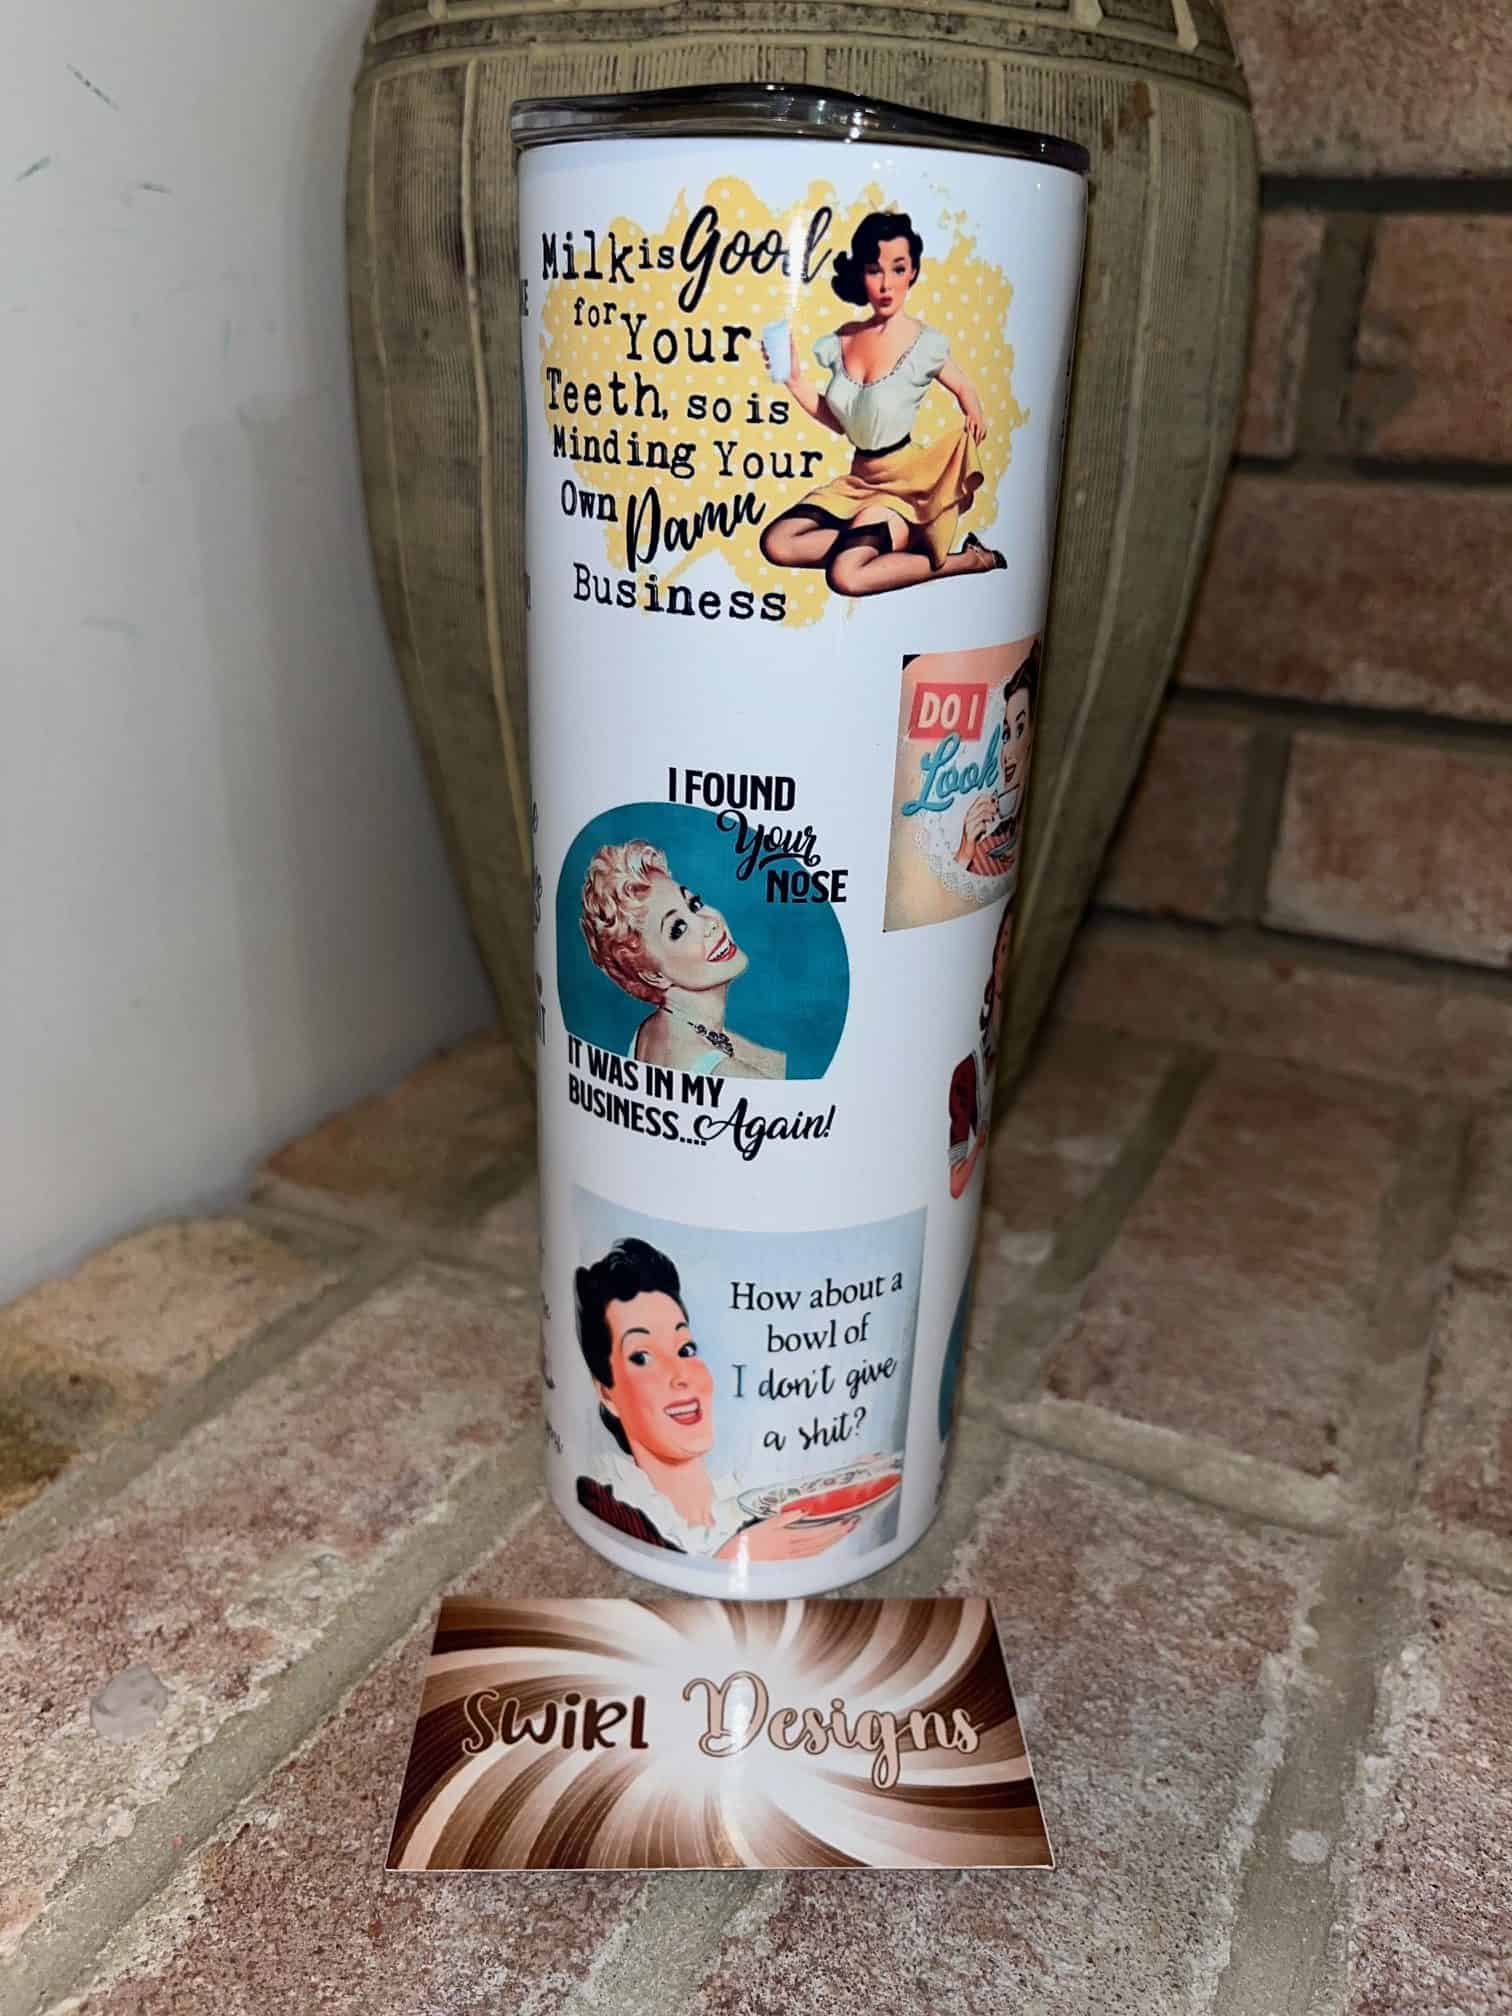 Milk is Good
for Your
Teeth, so is
Minding Your
Own Damn
Business
DO I
Look
I FOUND
Your
NOSE
IT WAS IN MY
BUSINESS....Again!
How about a
bowl of
I don't give
a shit?
Swirl Designs